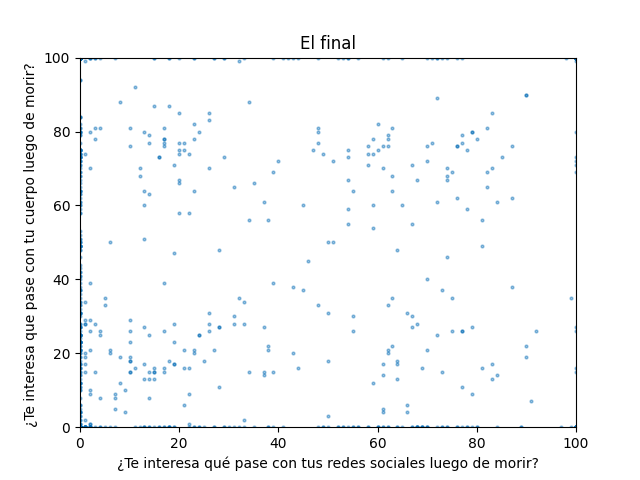 El final
¿Te interesa que pase con tu cuerpo luego de morir?
100
80
60
40
20
0
0 20 40 60 80 100
¿Te interesa qué pase con tus redes sociales luego de morir?